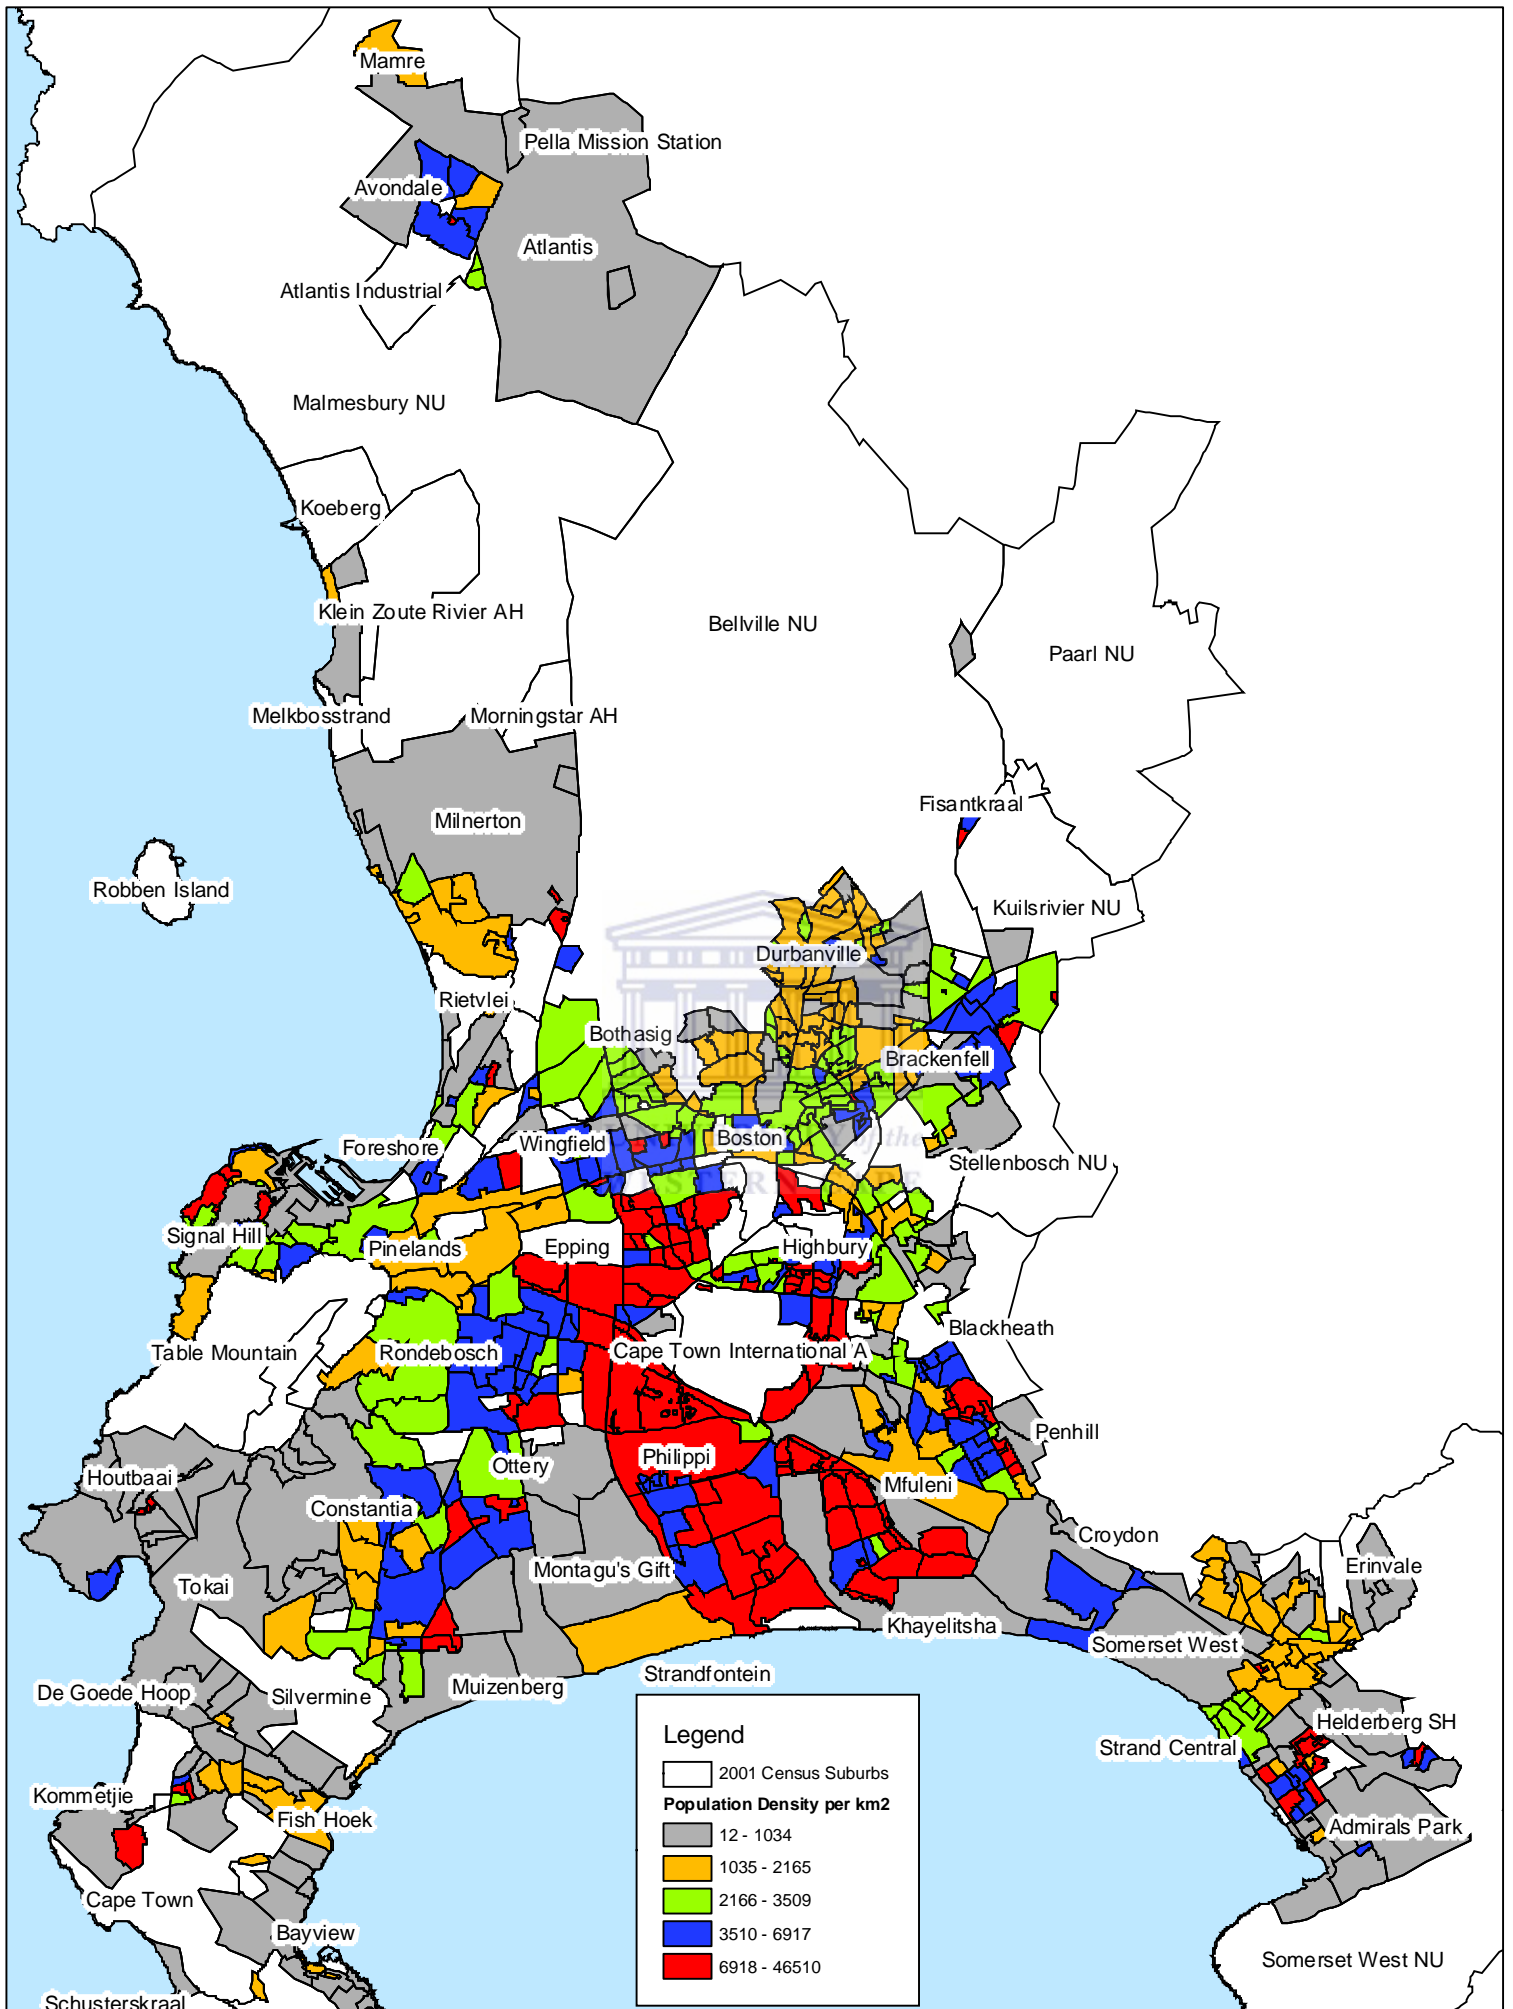 Mamre
Pella Mission Station
Avondale
Atlantis
Atlantis Industrial
Malmesbury NU
Koeberg
Klein Zoute Rivier AH
Bellville NU
Paarl NU
Melkbosstrand
Morningstar AH
Fisantkraal
Milnerton
Robben Island
Kuilsrivier NU
Durbanville
Rietvlei
Bothasig
Brackenfell
Foreshore
Wingfield
Boston
UNIVERSITY of the
Stellenbosch NU
WESTERN CAPE
Signal Hill
Pinelands
Epping
Highbury
Blackheath
Table Mountain
Rondebosch
Cape Town International A
Penhill
Houtbaai
Ottery
Philippi
Mfuleni
Constantia
Croydon
Montagu's Gift
Erinvale
Tokai
Khayelitsha
Somerset West
Strandfontein
De Goede Hoop
Silvermine
Muizenberg
Helderberg SH
Strand Central
Kommetjie
Fish Hoek
Admirals Park
Cape Town
Bayview
Somerset West NU
Schusterskraal
Legend
2001 Census Suburbs
Population Density per km2
12 - 1034
1035 - 2165
2166 - 3509
3510 - 6917
6918 - 46510